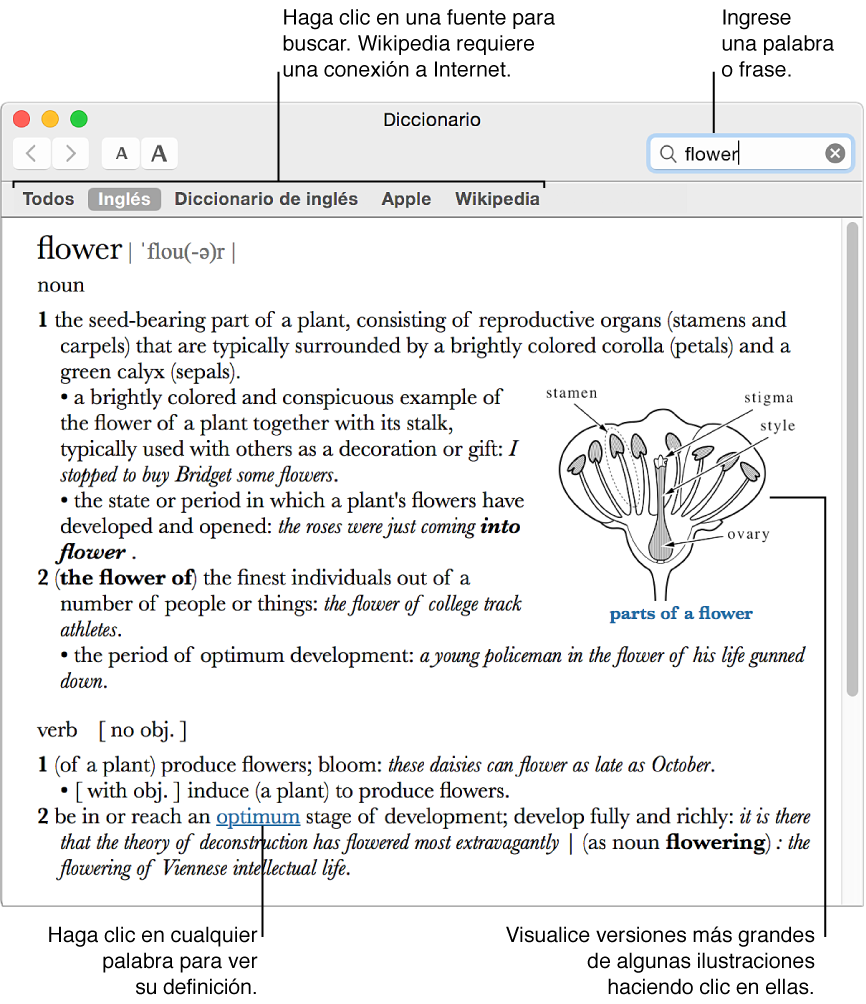 Haga clic en una fuente para
buscar. Wikipedia requiere
una conexión a Internet.
Ingrese
una palabra
o frase.
Diccionario
A A
flower
Todos Inglés Diccionario de inglés Apple Wikipedia
flower | ˈflou(-ə)r |
noun
1 the seed-bearing part of a plant, consisting of reproductive organs (stamens and
carpels) that are typically surrounded by a brightly colored corolla (petals) and a
green calyx (sepals).
• a brightly colored and conspicuous example of
the flower of a plant together with its stalk,
typically used with others as a decoration or gift: I
stopped to buy Bridget some flowers.
• the state or period in which a plant's flowers have
developed and opened: the roses were just coming into
flower .
2 (the flower of) the finest individuals out of a
number of people or things: the flower of college track
athletes.
• the period of optimum development: a young policeman in the flower of his life gunned
down.
stamen
stigma
style
ovary
parts of a flower
verb [ no obj. ]
1 (of a plant) produce flowers; bloom: these daisies can flower as late as October.
• [ with obj. ] induce (a plant) to produce flowers.
2 be in or reach an optimum stage of development; develop fully and richly: it is there
that the theory of deconstruction has flowered most extravagantly | (as noun flowering) : the
flowering of Viennese intellectual life.
Haga clic en cualquier
palabra para ver
su definición.
Visualice versiones más grandes
de algunas ilustraciones
haciendo clic en ellas.